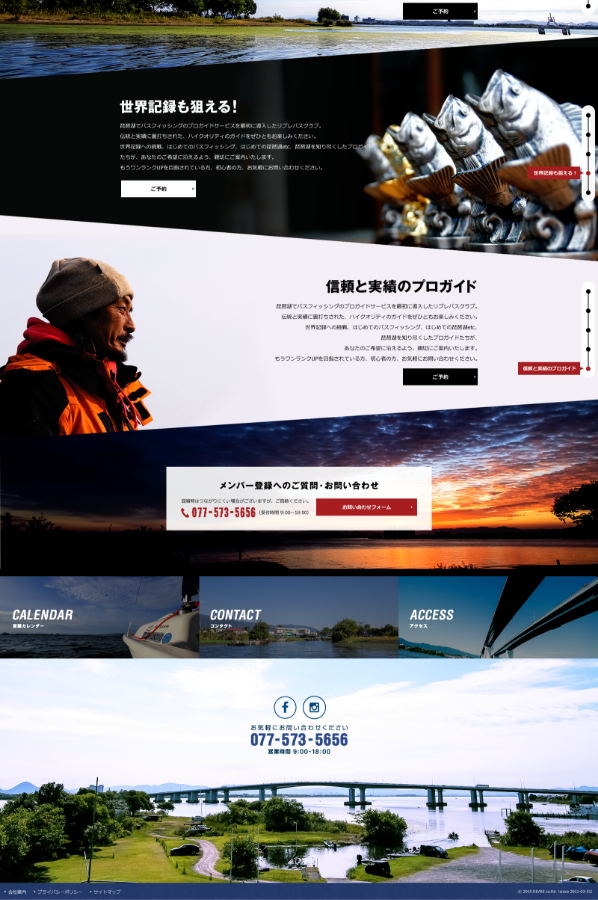 ご予約
世界記録も狙える！
琵琶湖でバスフィッシングのプロガイドサービスを最初に導入したリブレバスクラブ。
伝統と実績に裏打ちされた、ハイクオリティのガイドをぜひともお楽しみください。
世界記録への挑戦、はじめてのバスフィッシング、はじめての琵琶湖etc. 琵琶湖を知り尽くしたプロガイド
たちが、あなたのご希望に沿えるよう、親切にご案内いたします。
もうワンランクUPを目指されている方、初心者の方、お気軽にお問い合わせください。
世界記録も狙える！
ご予約
信頼と実績のプロガイド
琵琶湖でバスフィッシングのプロガイドサービスを最初に導入したリブレバスクラブ。
伝統と実績に裏打ちされた、ハイクオリティのガイドをぜひともお楽しみください。
世界記録への挑戦、はじめてのバスフィッシング、はじめての琵琶湖etc.
琵琶湖を知り尽くしたプロガイドたちが、
あなたのご希望に沿えるよう、親切にご案内いたします。
もうワンランクUPを目指されている方、初心者の方、お気軽にお問い合わせください。
信頼と実績のプロガイド
ご予約
メンバー登録へのご質問・お問い合わせ
077-573-5656 (受付時間 9:00～18:00)
お問い合わせフォーム
CALENDAR
営業カレンダー
CONTACT
コンタクト
ACCESS
アクセス
お気軽にお問い合わせください
077-573-5656
営業時間 9:00-18:00
会社案内
プライバシーポリシー
サイトマップ